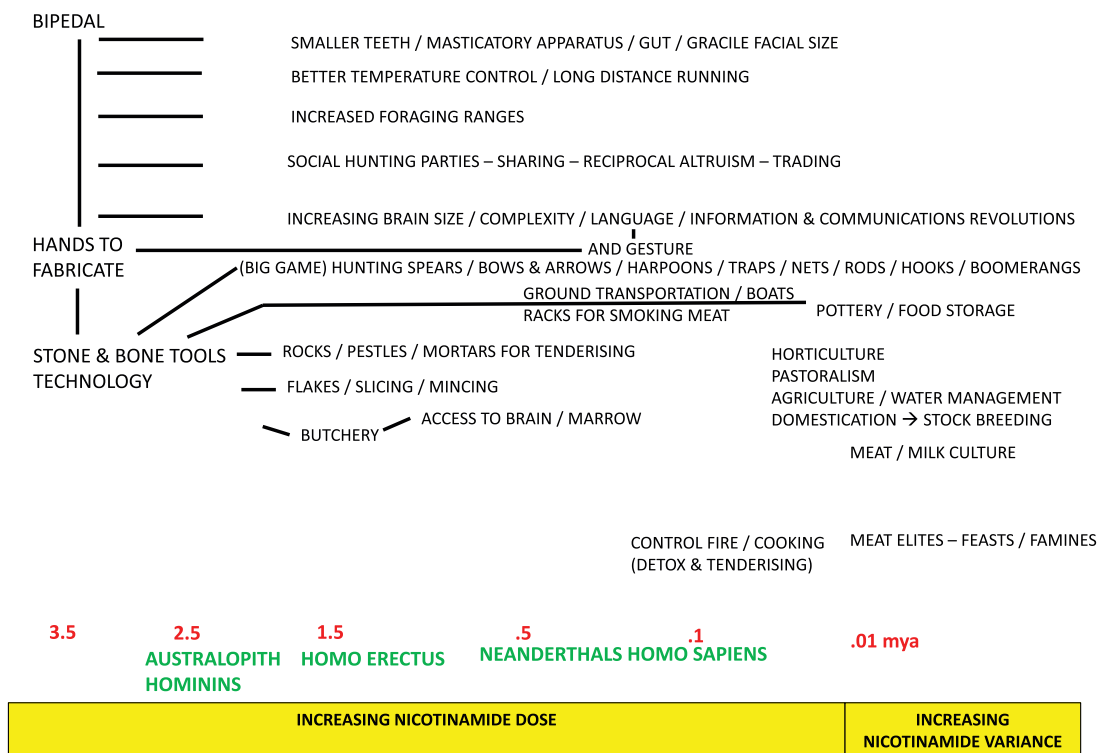 BIPEDAL
SMALLER TEETH / MASTICATORY APPARATUS / GUT / GRACILE FACIAL SIZE
BETTER TEMPERATURE CONTROL / LONG DISTANCE RUNNING
INCREASED FORAGING RANGES
SOCIAL HUNTING PARTIES – SHARING – RECIPROCAL ALTRUISM – TRADING
INCREASING BRAIN SIZE / COMPLEXITY / LANGUAGE / INFORMATION & COMMUNICATIONS REVOLUTIONS
HANDS TO
FABRICATE
AND GESTURE
(BIG GAME) HUNTING SPEARS / BOWS & ARROWS / HARPOONS / TRAPS / NETS / RODS / HOOKS / BOOMERANGS
GROUND TRANSPORTATION / BOATS
RACKS FOR SMOKING MEAT
POTTERY / FOOD STORAGE
STONE & BONE TOOLS
TECHNOLOGY
ROCKS / PESTLES / MORTARS FOR TENDERISING
FLAKES / SLICING / MINCING
BUTCHERY
ACCESS TO BRAIN / MARROW
HORTICULTURE
PASTORALISM
AGRICULTURE / WATER MANAGEMENT
DOMESTICATION → STOCK BREEDING
MEAT / MILK CULTURE
CONTROL FIRE / COOKING
(DETOX & TENDERISING)
MEAT ELITES – FEASTS / FAMINES
3.5
2.5
1.5
.5
.1
.01 mya
AUSTRALOPITH
HOMININS
HOMO ERECTUS
NEANDERTHALS HOMO SAPIENS
INCREASING NICOTINAMIDE DOSE
INCREASING
NICOTINAMIDE VARIANCE